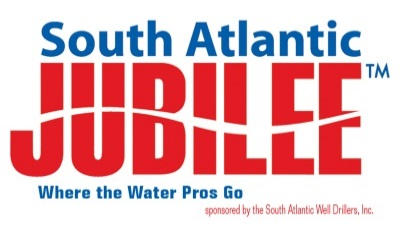 South Atlantic
JUBILEE™
Where the Water Pros Go
sponsored by the South Atlantic Well Drillers, Inc.